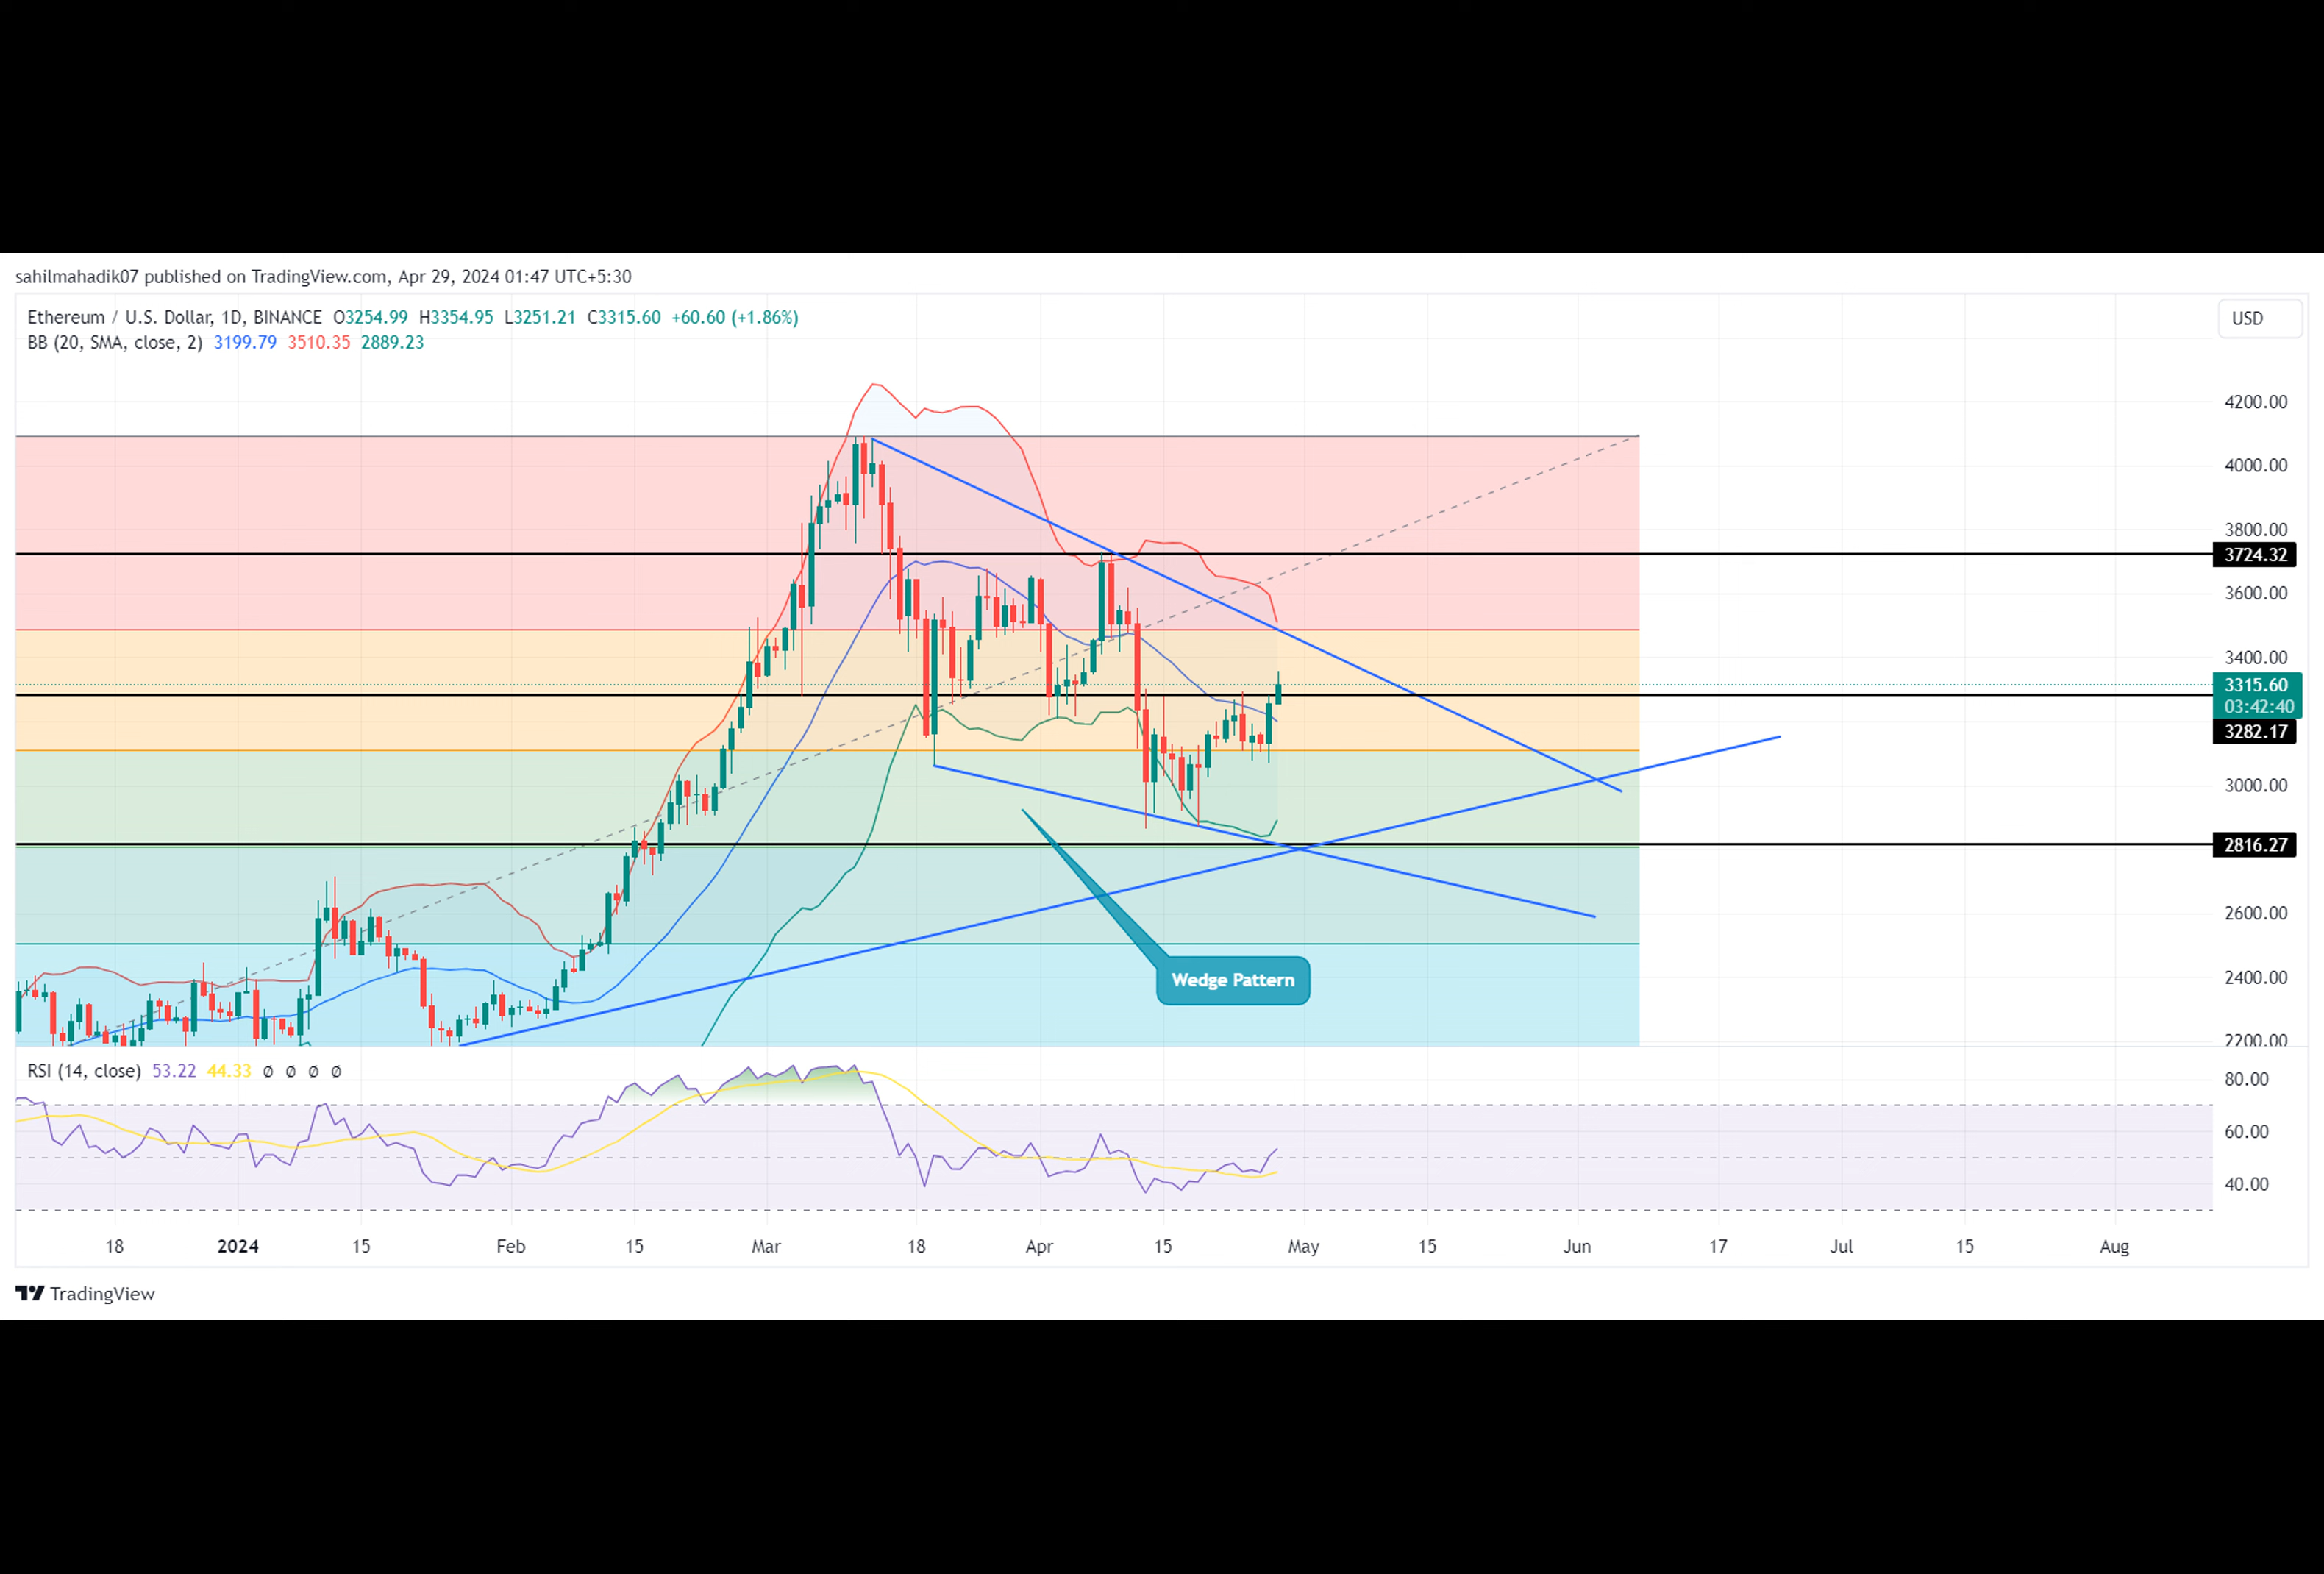 sahilmahadik07 published on TradingView.com, Apr 29, 2024 01:47 UTC+5:30
Ethereum / U.S. Dollar, 1D, BINANCE O3254.99 H3354.95 L3251.21 C3315.60 +60.60 (+1.86%)
USD
BB (20, SMA, close, 2) 3199.79 3510.35 2889.23
4200.00
4000.00
3800.00
3724.32
3600.00
3400.00
3315.60
03:42:40
3282.17
3000.00
2816.27
2600.00
Wedge Pattern
2400.00
2200.00
RSI (14, close) 53.22 44.33 Ø Ø Ø Ø
80.00
60.00
40.00
18 2024 15 Feb 15 Mar 18 Apr 15 May 15 Jun 17 Jul 15 Aug
TradingView